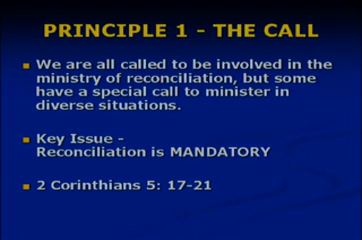 PRINCIPLE 1 - THE CALL
We are all called to be involved in the
ministry of reconciliation, but some
have a special call to minister in
diverse situations.
Key Issue -
Reconciliation is MANDATORY
2 Corinthians 5: 17-21